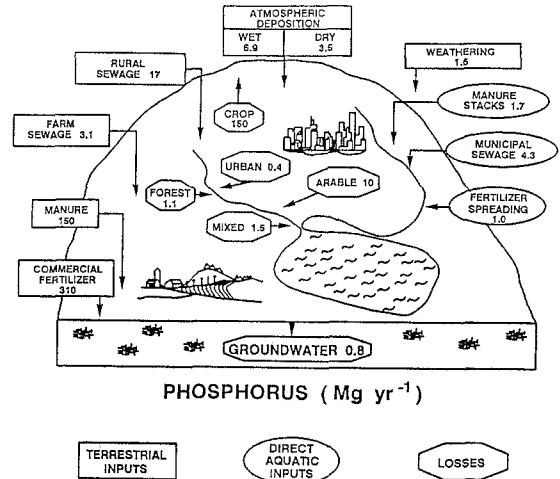 ATMOSPHERIC
DEPOSITION
WET DRY
6.9 3.5
RURAL
SEWAGE 17
WEATHERING
1.5
MANURE
STACKS 1.7
CROP
150
FARM
SEWAGE 3.1
MUNICIPAL
SEWAGE 4.3
URBAN 0.4
ARABLE 10
FOREST
1.1
MANURE
150
FERTILIZER
SPREADING
1.0
MIXED 1.5
COMMERCIAL
FERTILIZER
310
GROUNDWATER 0.8
PHOSPHORUS (Mg yr-1)
TERRESTRIAL
INPUTS
DIRECT
AQUATIC
INPUTS
LOSSES